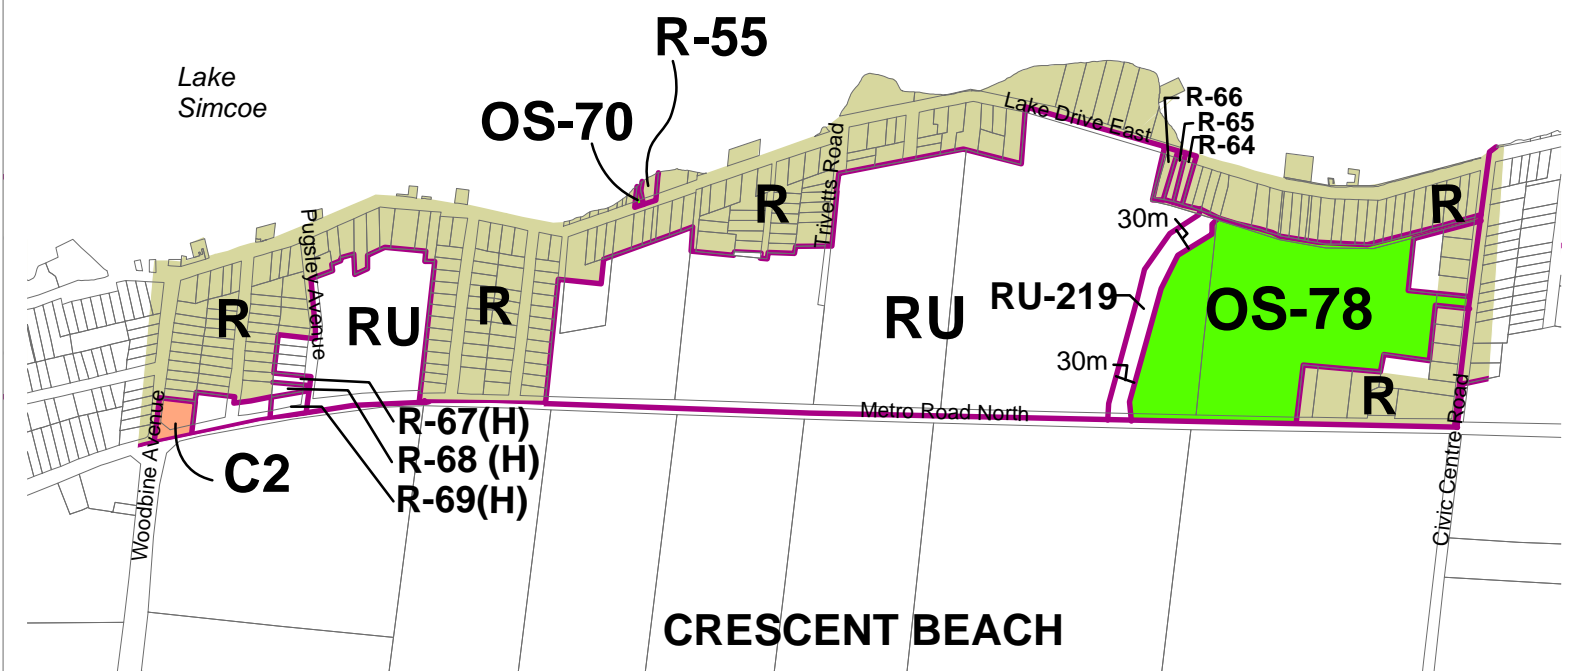 R-55
Lake
Simcoe
OS-70
R-66
Lake Drive East
R-65
R-64
Trivetts Road
R
R
Pugsley Avenue
30m
RU-219
OS-78
R
RU
R
RU
30m
R
Metro Road North
Woodbine Avenue
Civic Centre Road
R-67(H)
R-68 (H)
C2
R-69(H)
CRESCENT BEACH